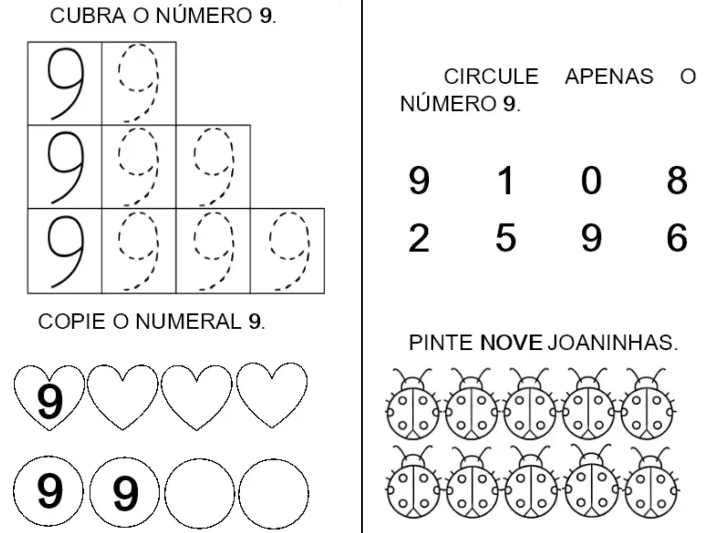 CUBRA O NÚMERO 9.
9 9
9 9 9
9 9 9 9
COPIE O NUMERAL 9.
9
9 9
CIRCULE APENAS O
NÚMERO 9.
9 1 0 8
2 5 9 6
PINTE NOVE JOANINHAS.